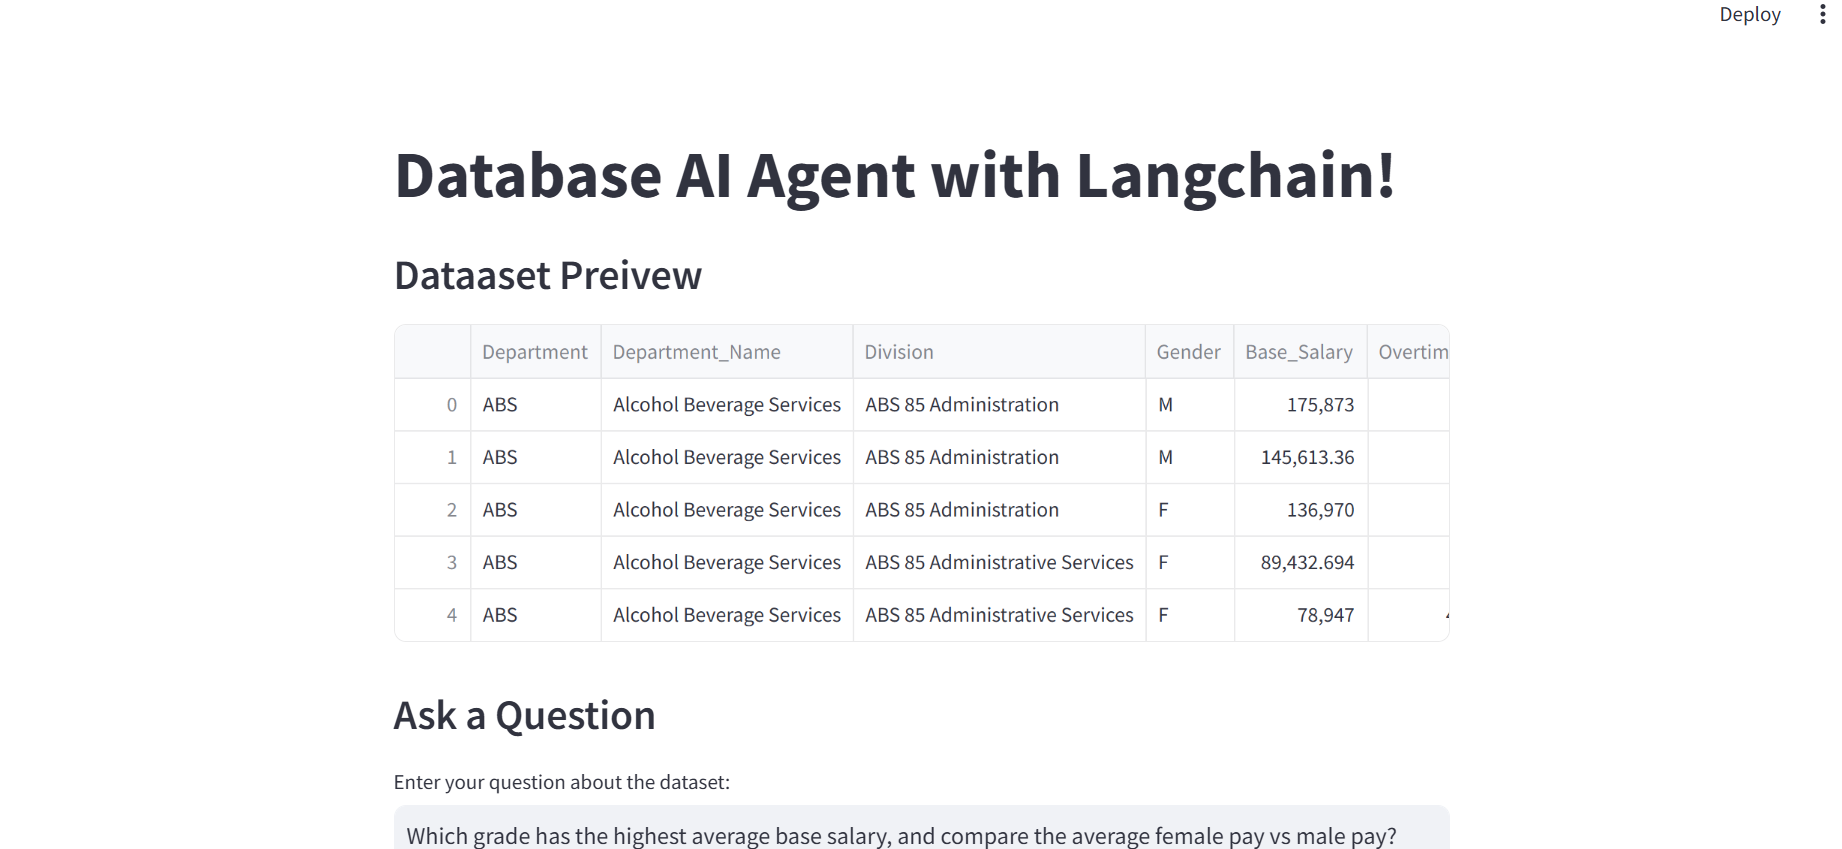 Deploy
Database AI Agent with Langchain!
Dataaset Preivew
Department Department_Name Division Gender Base_Salary Overtim
0 ABS Alcohol Beverage Services ABS 85 Administration M 175,873
1 ABS Alcohol Beverage Services ABS 85 Administration M 145,613.36
2 ABS Alcohol Beverage Services ABS 85 Administration F 136,970
3 ABS Alcohol Beverage Services ABS 85 Administrative Services F 89,432.694
4 ABS Alcohol Beverage Services ABS 85 Administrative Services F 78,947
Ask a Question
Enter your question about the dataset:
Which grade has the highest average base salary, and compare the average female pay vs male pay?